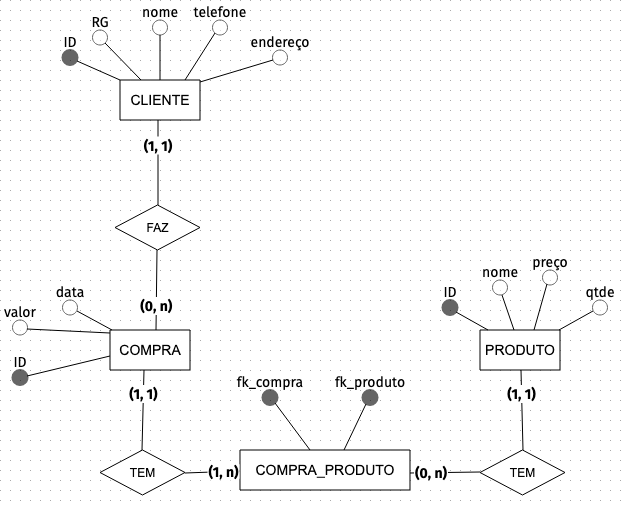 nome
telefone
RG
ID
endereço
CLIENTE
(1, 1)
FAZ
(0, n)
data
valor
ID
COMPRA
(1, 1)
TEM
(1, n)
fk_compra
fk_produto
COMPRA_PRODUTO
(0, n)
TEM
(1, 1)
PRODUTO
ID
nome
preço
qtde